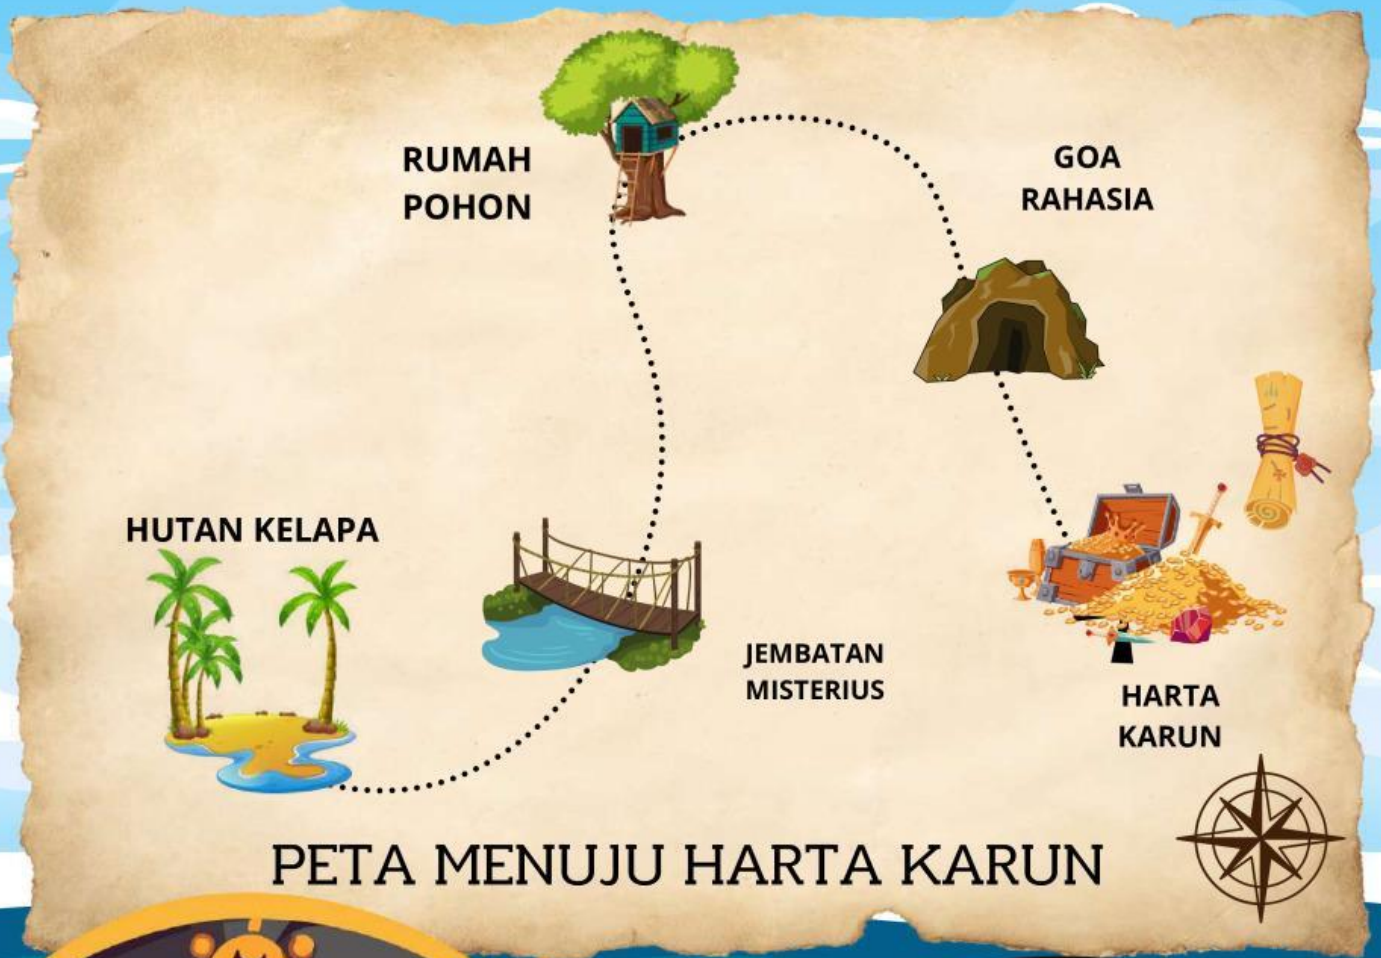 RUMAH
POHON
GOA
RAHASIA
HUTAN KELAPA
JEMBATAN
MISTERIUS
HARTA
KARUN
PETA MENUJU HARTA KARUN